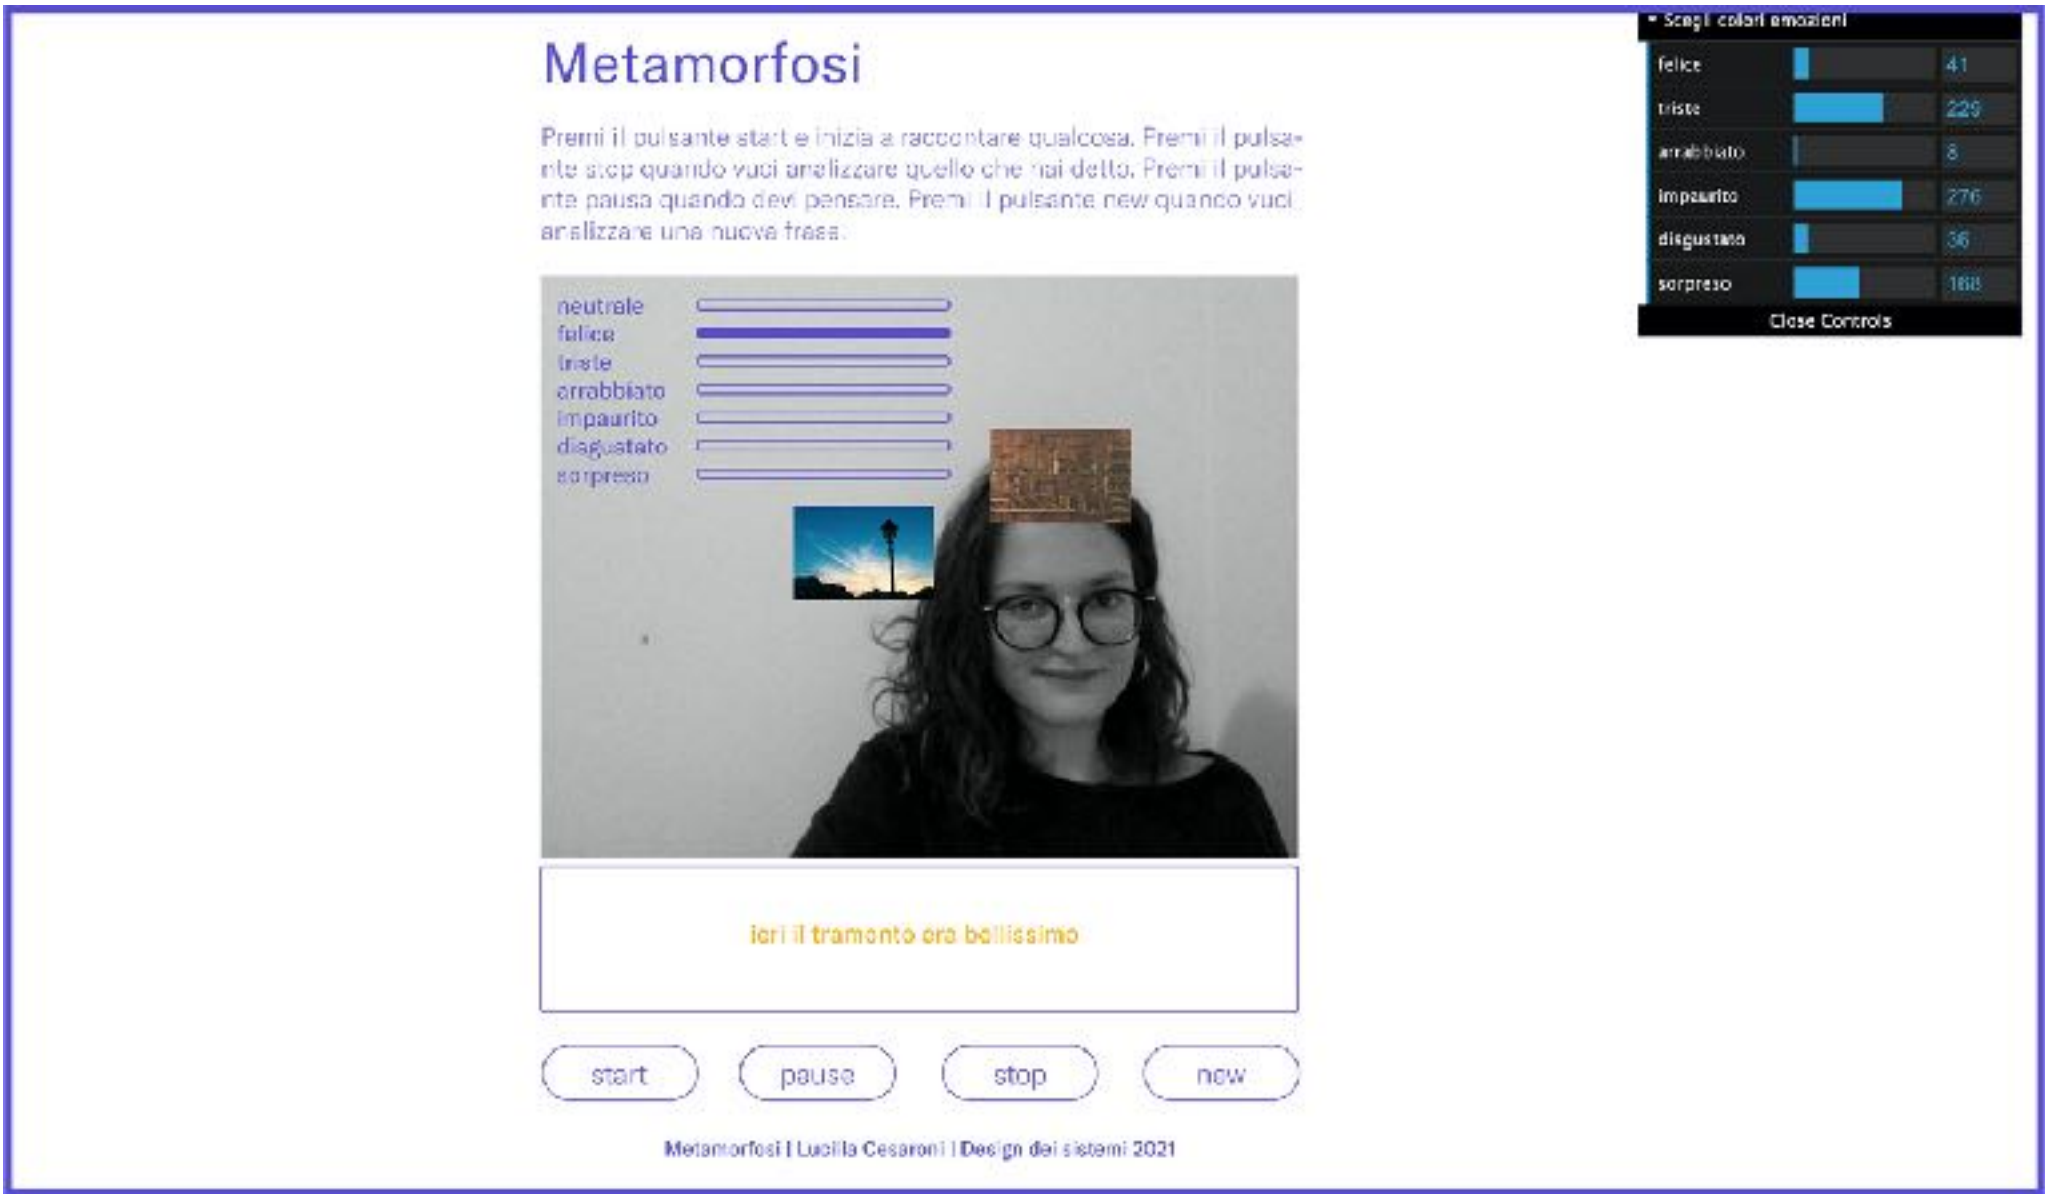 Metamorfosi
Premi il pulsante start e inizia a raccontare qualcosa. Premi il pulsa-
nte stop quando vuoi analizzare quello che hai detto. Premi il pulsa-
nte pausa quando devi pensare. Premi il pulsante new quando vuoi
analizzare una nuova frase.
neutrale
felice
triste
arrabbiato
impaurito
disgustato
sorpreso
ieri il tramonto era bellissimo
start pause stop new
Metamorfosi | Lucilla Cesaroni | Design dei sistemi 2021
Scegli colori emozioni
felice 41
triste 229
arrabbiato 8
impaurito 276
disgustato 36
sorpreso 168
Close Controls